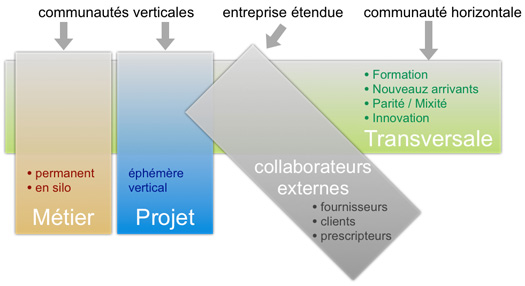 communautés verticales
entreprise étendue
communauté horizontale
• Formation
• Nouveauz arrivants
• Parité / Mixité
• Innovation
Transversale
• permanent
• en silo
Métier
éphémère
vertical
Projet
collaborateurs
externes
• fournisseurs
• clients
• prescripteurs